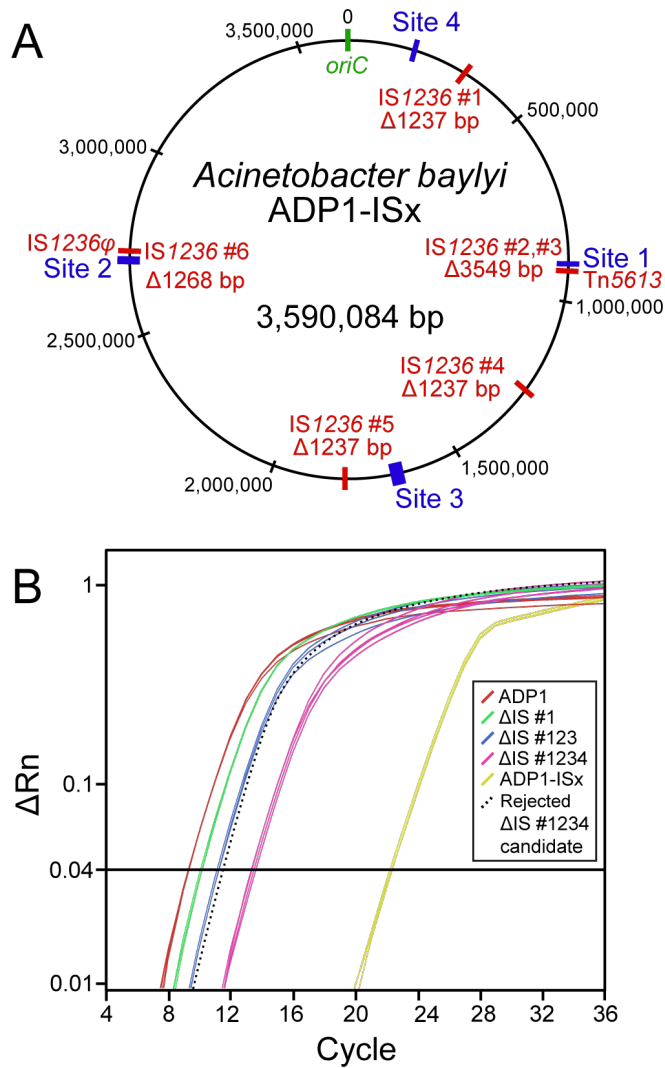 A
0
Site 4
3,500,000
oriC
IS1236 #1
Δ1237 bp
500,000
3,000,000
Acinetobacter baylyi
ADP1-ISx
IS1236φ
IS1236 #6
IS1236 #2,#3
Site 1
Site 2
Δ1268 bp
Δ3549 bp
Tn5613
3,590,084 bp
1,000,000
2,500,000
IS1236 #4
Δ1237 bp
IS1236 #5
Δ1237 bp
1,500,000
2,000,000
Site 3
B
1
0.1
0.04
0.01
ΔRn
ADP1
ΔIS #1
ΔIS #123
ΔIS #1234
ADP1-ISx
Rejected
ΔIS #1234
candidate
4 8 12 16 20 24 28 32 36
Cycle